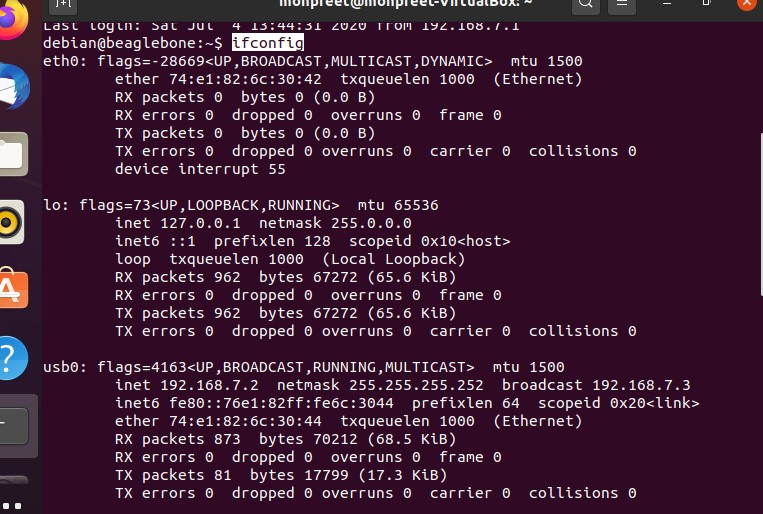 monpreet@monpreet-VirtualBox: ~
Last login: Sat Jul  4 13:44:31 2020 from 192.168.7.1
debian@beaglebone:~$ ifconfig
eth0: flags=-28669<UP,BROADCAST,MULTICAST,DYNAMIC>  mtu 1500
        ether 74:e1:82:6c:30:42  txqueuelen 1000  (Ethernet)
        RX packets 0  bytes 0 (0.0 B)
        RX errors 0  dropped 0  overruns 0  frame 0
        TX packets 0  bytes 0 (0.0 B)
        TX errors 0  dropped 0 overruns 0  carrier 0  collisions 0
        device interrupt 55

lo: flags=73<UP,LOOPBACK,RUNNING>  mtu 65536
        inet 127.0.0.1  netmask 255.0.0.0
        inet6 ::1  prefixlen 128  scopeid 0x10<host>
        loop  txqueuelen 1000  (Local Loopback)
        RX packets 962  bytes 67272 (65.6 KiB)
        RX errors 0  dropped 0  overruns 0  frame 0
        TX packets 962  bytes 67272 (65.6 KiB)
        TX errors 0  dropped 0 overruns 0  carrier 0  collisions 0

usb0: flags=4163<UP,BROADCAST,RUNNING,MULTICAST>  mtu 1500
        inet 192.168.7.2  netmask 255.255.255.252  broadcast 192.168.7.3
        inet6 fe80::76e1:82ff:fe6c:3044  prefixlen 64  scopeid 0x20<link>
        ether 74:e1:82:6c:30:44  txqueuelen 1000  (Ethernet)
        RX packets 873  bytes 70212 (68.5 KiB)
        RX errors 0  dropped 0  overruns 0  frame 0
        TX packets 81  bytes 17799 (17.3 KiB)
        TX errors 0  dropped 0 overruns 0  carrier 0  collisions 0